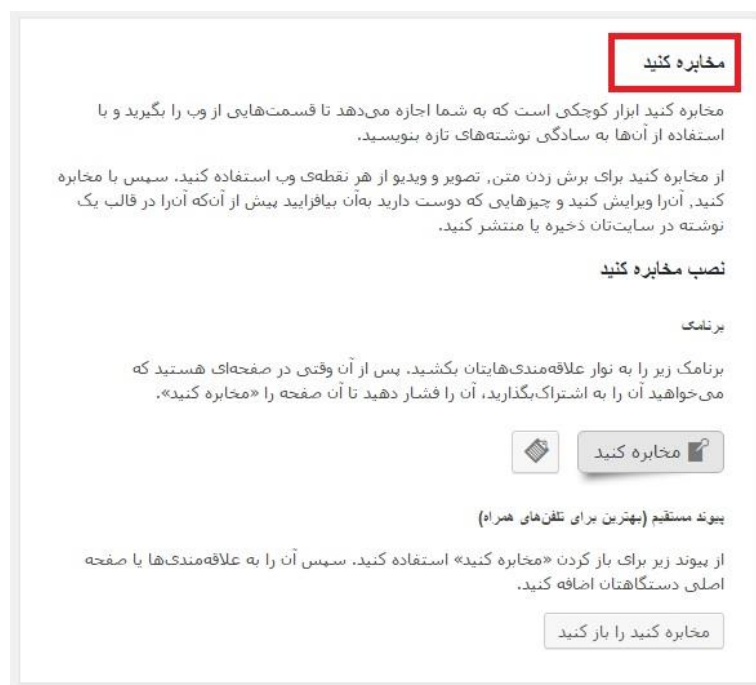 مخابره کنید
مخابره کنید ابزار کوچکی است که به شما اجازه می‌دهد تا قسمت‌هایی از وب را بگیرید و با
استفاده از آن‌ها به سادگی نوشته‌های تازه بنویسید.
از مخابره کنید برای برش زدن متن, تصویر و ویدیو از هر نقطه‌ی وب استفاده کنید. سپس با مخابره
کنید, آن‌را ویرایش کنید و چیزهایی که دوست دارید به‌آن بیافزایید پیش از آنکه آن‌را در قالب یک
نوشته در سایت‌تان ذخیره یا منتشر کنید.
نصب مخابره کنید
برنامک
برنامک زیر را به نوار علاقه‌مندی‌هایتان بکشید. پس از آن وقتی در صفحه‌ای هستید که
می‌خواهید آن را به اشتراک‌بگذارید، آن را فشار دهید تا آن صفحه را «مخابره کنید».
مخابره کنید
پیوند مستقیم (بهترین برای تلفن‌های همراه)
از پیوند زیر برای باز کردن «مخابره کنید» استفاده کنید. سپس آن را به علاقه‌مندی‌ها یا صفحه
اصلی دستگاهتان اضافه کنید.
مخابره کنید را باز کنید